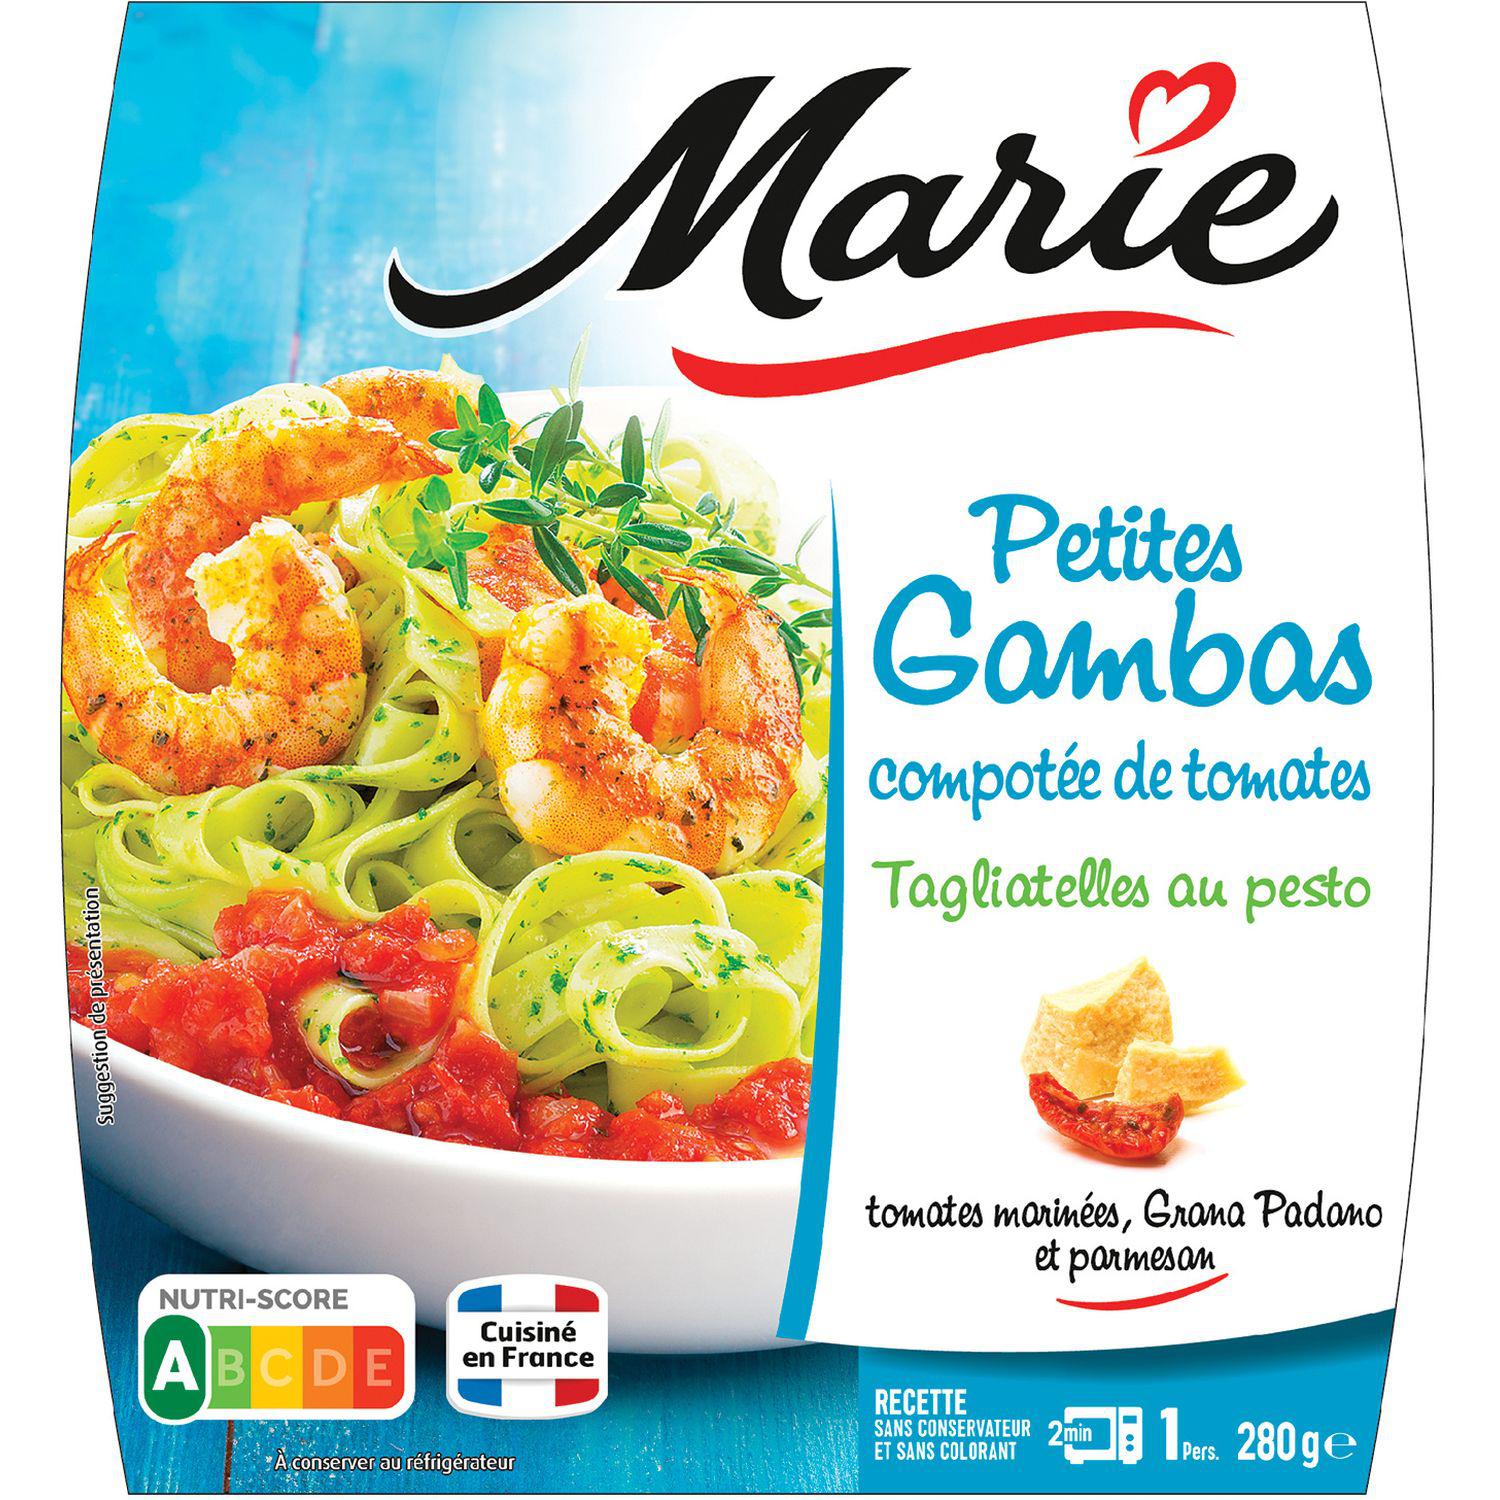 Marie
Petites
Gambas
compotée de tomates
Tagliatelles au pesto
tomates marinées, Grana Padano
et parmesan
suggestion de présentation
NUTRI-SCORE
A B C D E
Cuisiné
en France
À conserver au réfrigérateur
RECETTE
SANS CONSERVATEUR
ET SANS COLORANT
2min
1 Pers.
280 g e